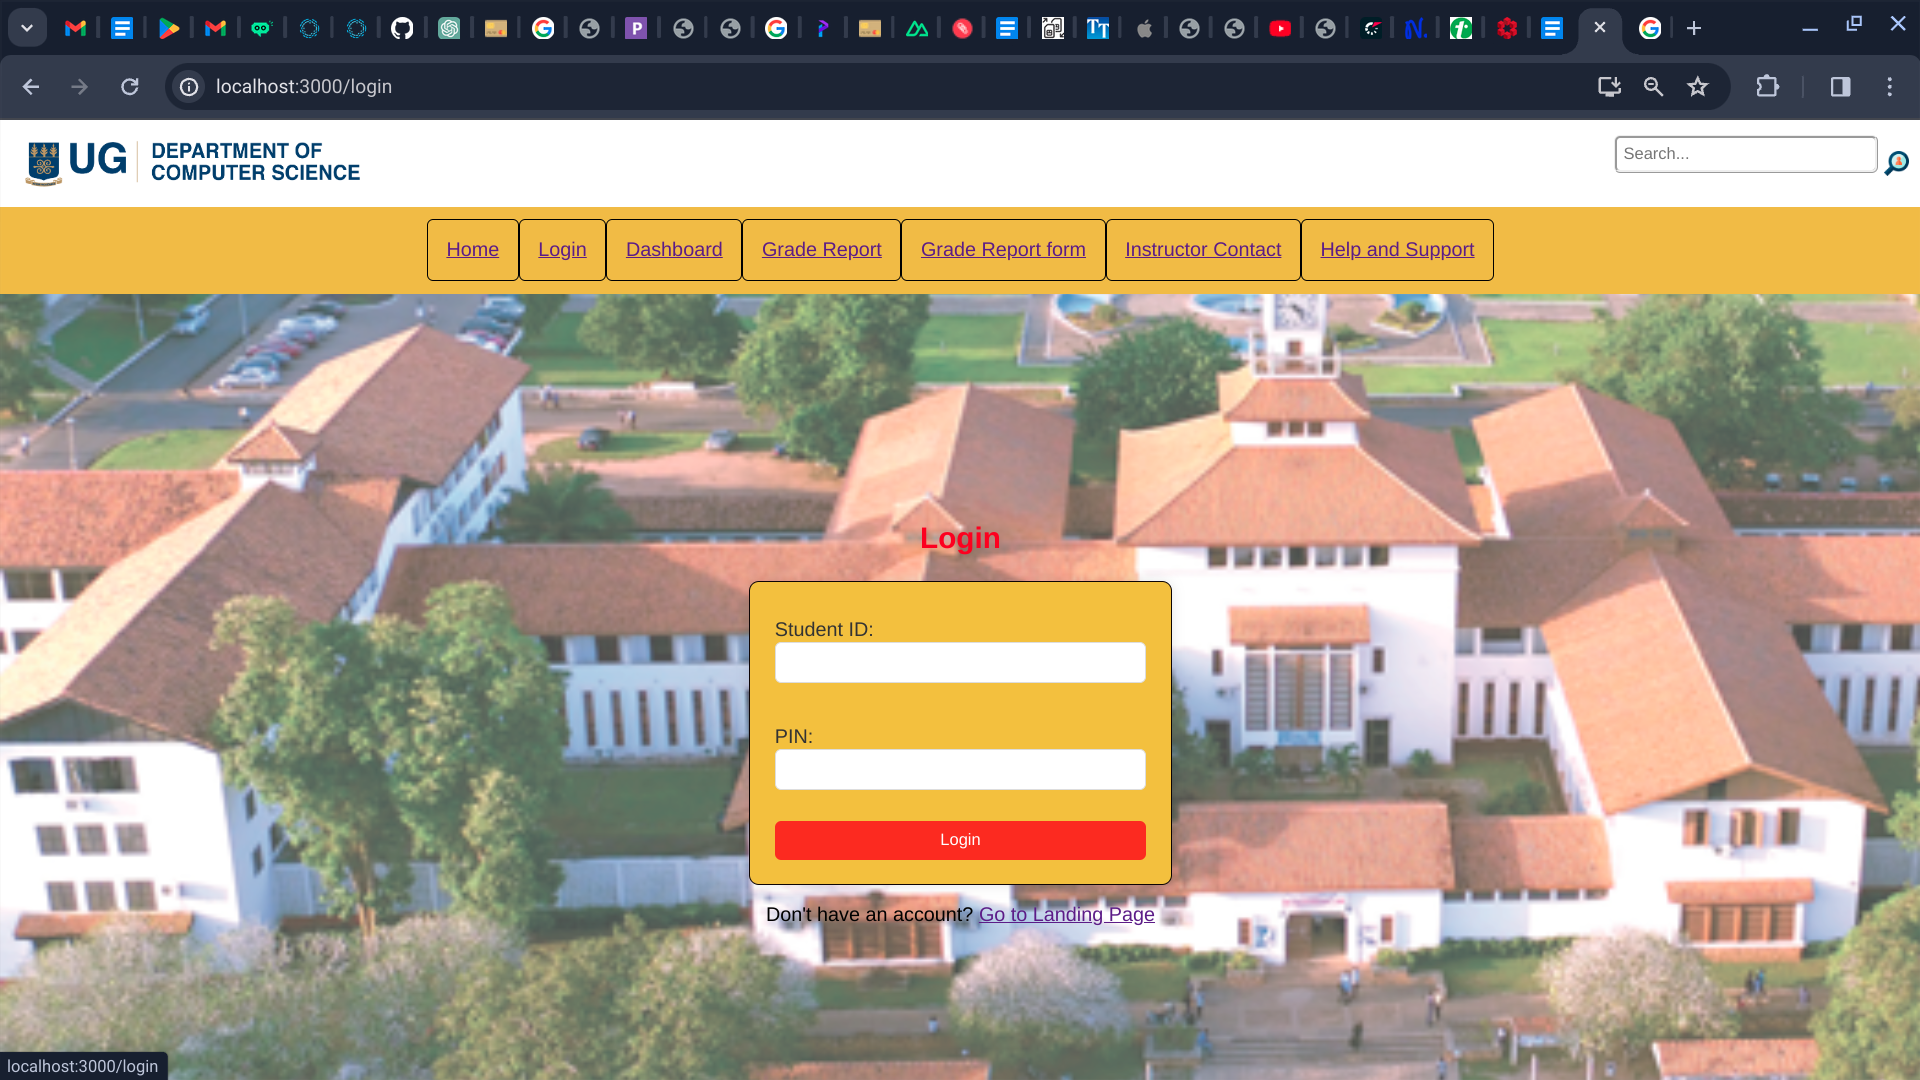 localhost:3000/login
UG
DEPARTMENT OF
COMPUTER SCIENCE
Search...
Home
Login
Dashboard
Grade Report
Grade Report form
Instructor Contact
Help and Support
Login
Student ID:
PIN:
Login
Don't have an account? Go to Landing Page
localhost:3000/login